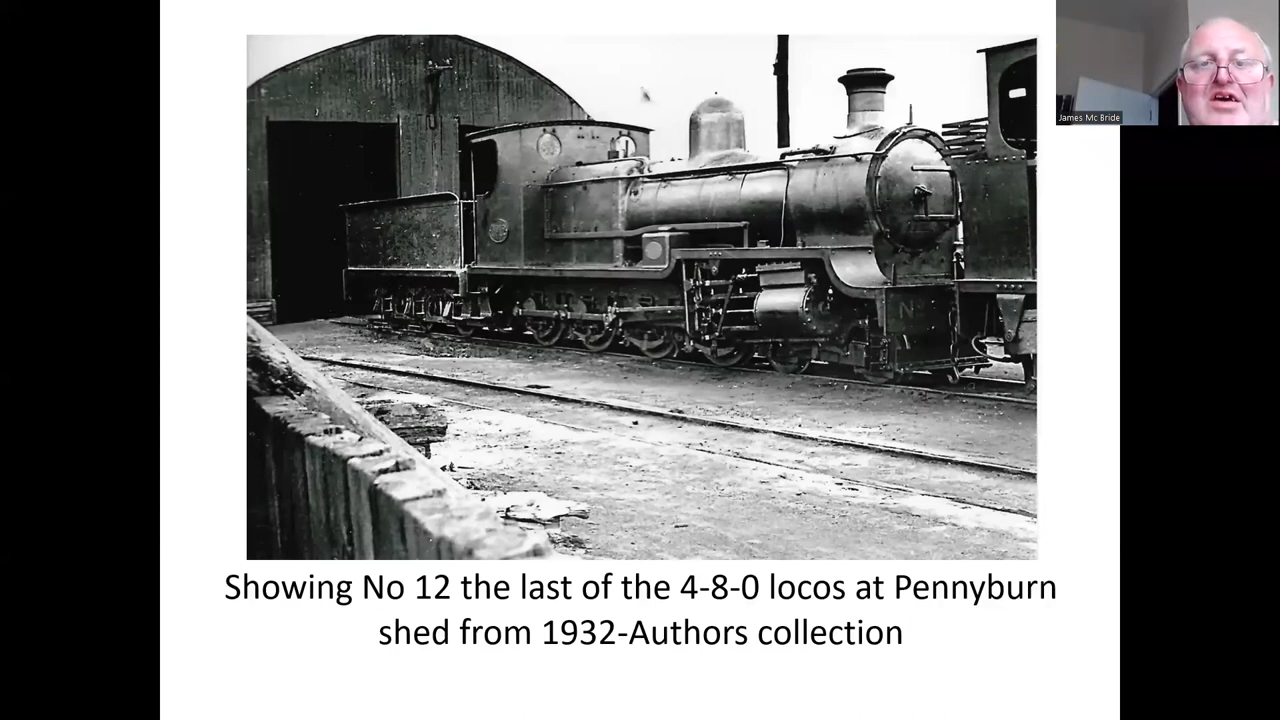 James Mc Bride
N
Showing No 12 the last of the 4-8-0 locos at Pennyburn
shed from 1932-Authors collection